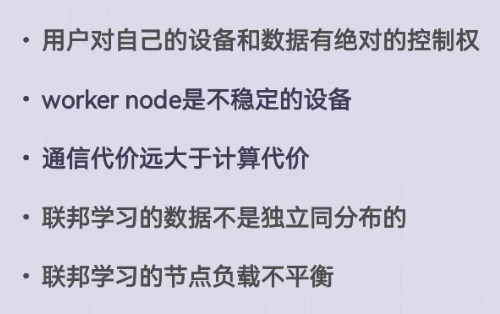 • 用户对自己的设备和数据有绝对的控制权
• worker node是不稳定的设备
• 通信代价远大于计算代价
• 联邦学习的数据不是独立同分布的
• 联邦学习的节点负载不平衡